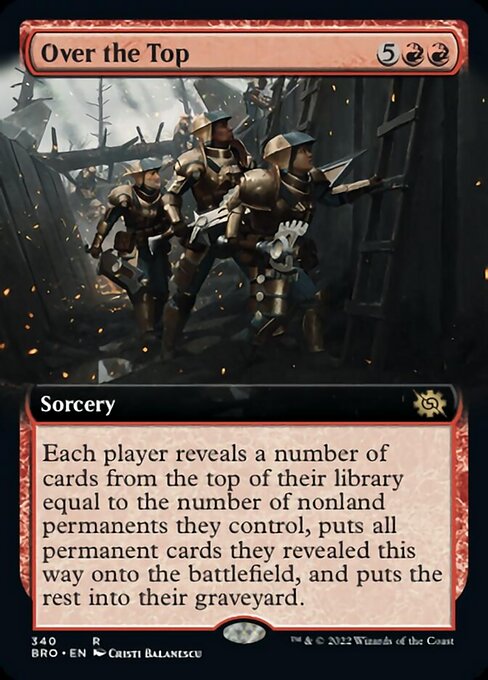 Over the Top 5
Sorcery
Each player reveals a number of
cards from the top of their library
equal to the number of nonland
permanents they control, puts all
permanent cards they revealed this
way onto the battlefield, and puts the
rest into their graveyard.
340 R
BRO • EN Cristi Balanescu
™ & © 2022 Wizards of the Coast